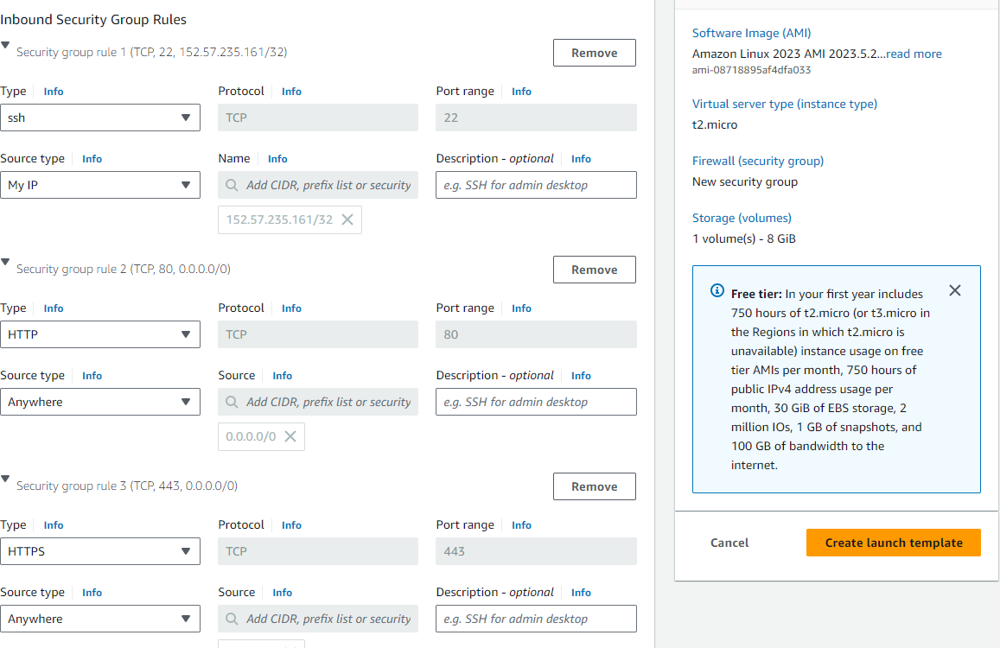 Inbound Security Group Rules
Security group rule 1 (TCP, 22, 152.57.235.161/32)
Remove
Type Info
Protocol Info
Port range Info
ssh
TCP
22
Source type Info
Name Info
Description - optional Info
My IP
Add CIDR, prefix list or security
e.g. SSH for admin desktop
152.57.235.161/32
Security group rule 2 (TCP, 80, 0.0.0.0/0)
Remove
Type Info
Protocol Info
Port range Info
HTTP
TCP
80
Source type Info
Source Info
Description - optional Info
Anywhere
Add CIDR, prefix list or security
e.g. SSH for admin desktop
0.0.0.0/0
Security group rule 3 (TCP, 443, 0.0.0.0/0)
Remove
Type Info
Protocol Info
Port range Info
HTTPS
TCP
443
Source type Info
Source Info
Description - optional Info
Anywhere
Add CIDR, prefix list or security
e.g. SSH for admin desktop
Software Image (AMI)
Amazon Linux 2023 AMI 2023.5.2...read more
ami-08718895af4dfa033
Virtual server type (instance type)
t2.micro
Firewall (security group)
New security group
Storage (volumes)
1 volume(s) - 8 GiB
Free tier: In your first year includes
750 hours of t2.micro (or t3.micro in
the Regions in which t2.micro is
unavailable) instance usage on free
tier AMIs per month, 750 hours of
public IPv4 address usage per
month, 30 GiB of EBS storage, 2
million IOs, 1 GB of snapshots, and
100 GB of bandwidth to the
internet.
Cancel
Create launch template